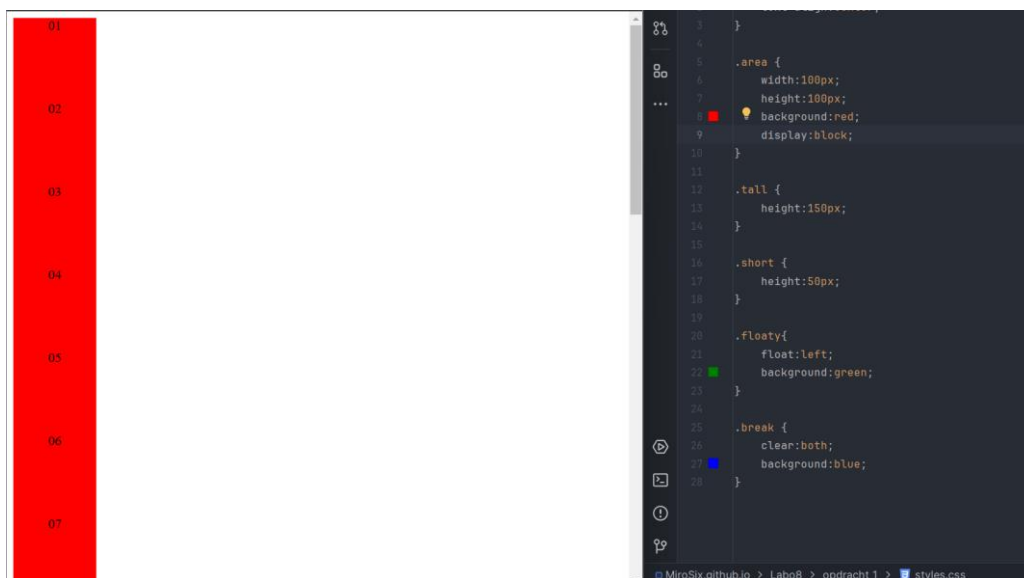 01
02
03
04
05
06
07
3 }
4
5 .area {
6 width:100px;
7 height:100px;
8 background:red;
9 display:block;
10 }
11
12 .tall {
13 height:150px;
14 }
15
16 .short {
17 height:50px;
18 }
19
20 .floaty{
21 float:left;
22 background:green;
23 }
24
25 .break {
26 clear:both;
27 background:blue;
28 }
MiroSix.github.io > Labo8 > opdracht 1 > styles.css